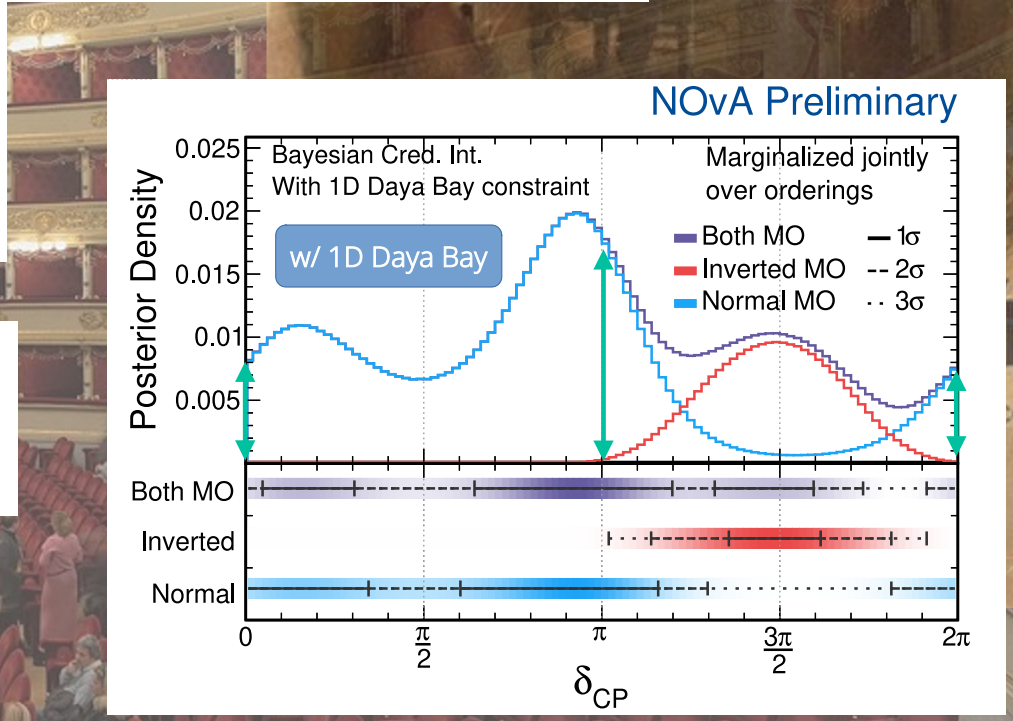 NOvA Preliminary
Bayesian Cred. Int.
With 1D Daya Bay constraint
w/ 1D Daya Bay
Marginalized jointly
over orderings
Both MO
Inverted MO
Normal MO
1σ
2σ
3σ
Posterior Density
0.025
0.02
0.015
0.01
0.005
Both MO
Inverted
Normal
0
π/2
π
3π/2
2π
δCP